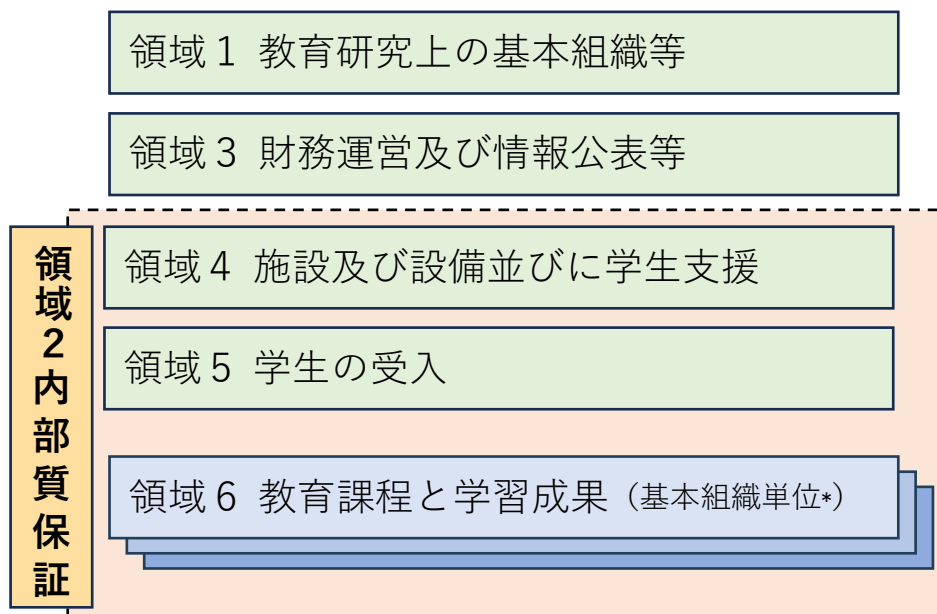 領域１ 教育研究上の基本組織等
領域３ 財務運営及び情報公表等
領域２内部質保証
領域４ 施設及び設備並びに学生支援
領域５ 学生の受入
領域６ 教育課程と学習成果（基本組織単位*）